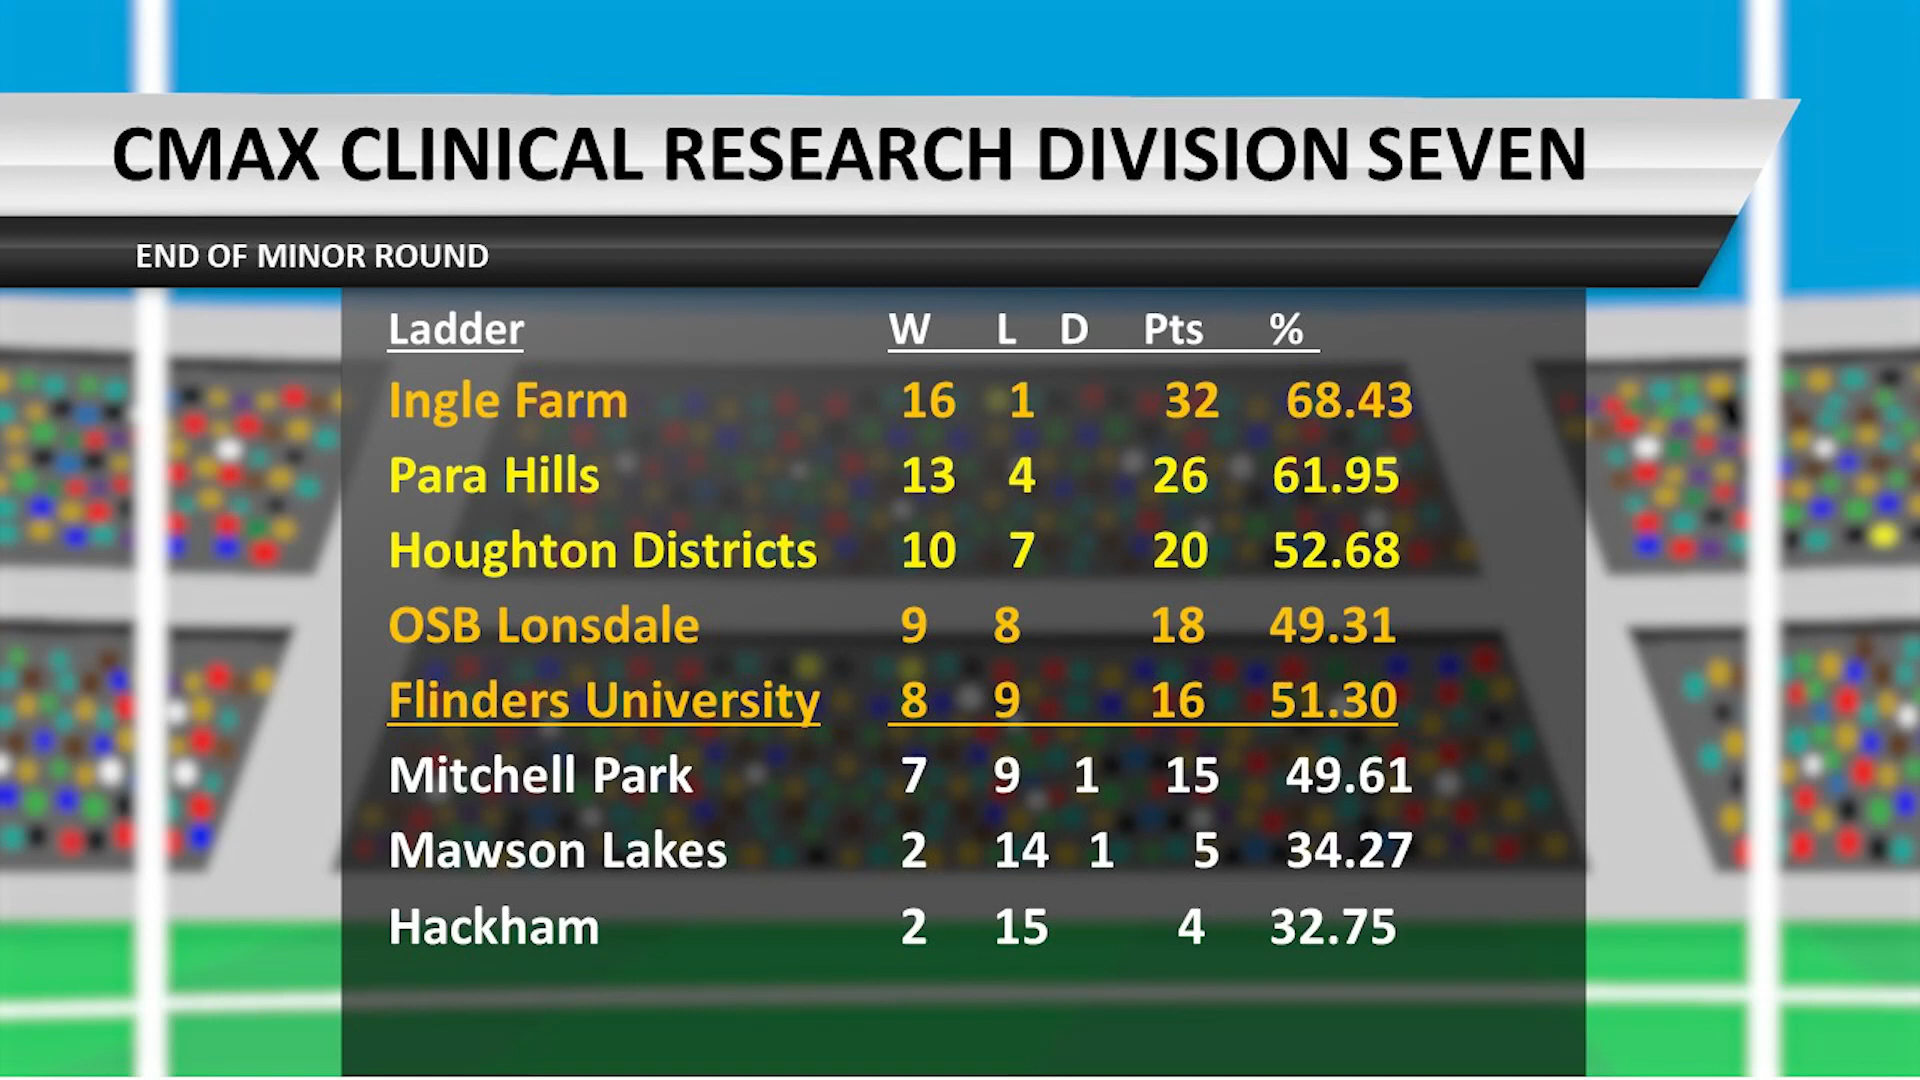 CMAX CLINICAL RESEARCH DIVISION SEVEN
END OF MINOR ROUND
Ladder W L D Pts %
Ingle Farm 16 1 32 68.43
Para Hills 13 4 26 61.95
Houghton Districts 10 7 20 52.68
OSB Lonsdale 9 8 18 49.31
Flinders University 8 9 16 51.30
Mitchell Park 7 9 1 15 49.61
Mawson Lakes 2 14 1 5 34.27
Hackham 2 15 4 32.75